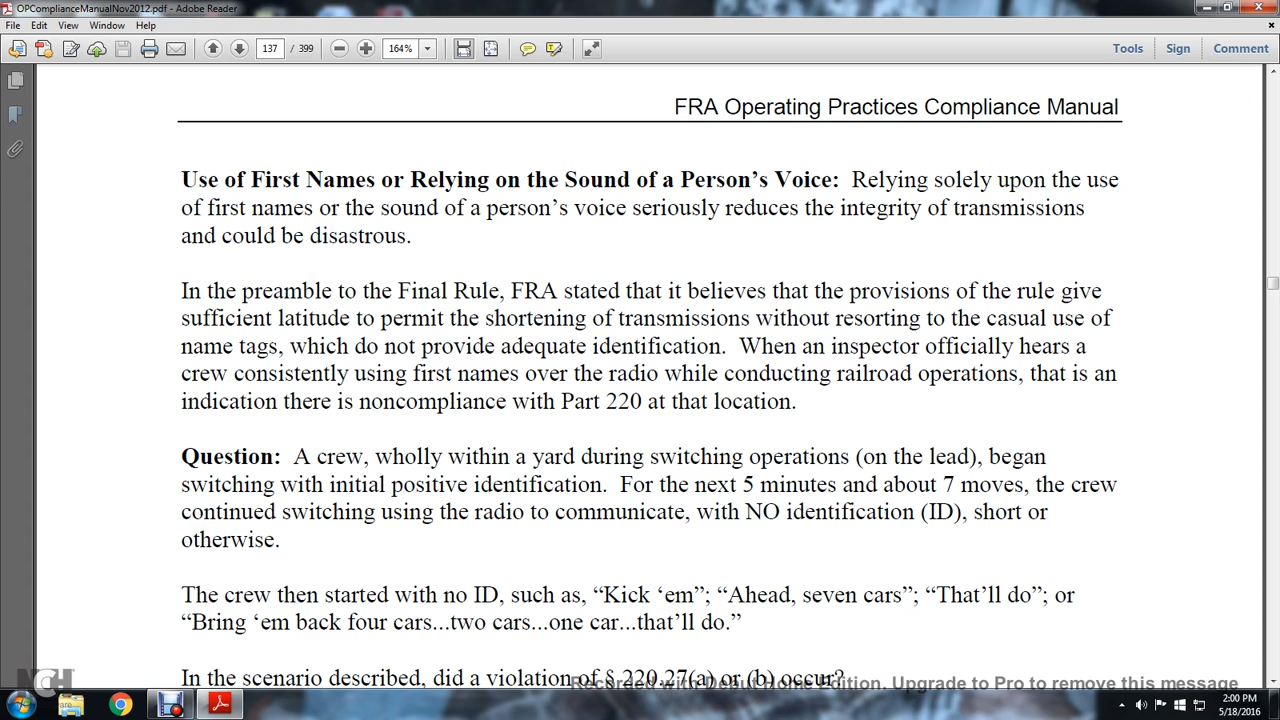 OPComplianceManualNov2012.pdf - Adobe Reader
File Edit View Window Help
137 / 399 164% Tools Sign Comment
FRA Operating Practices Compliance Manual
Use of First Names or Relying on the Sound of a Person's Voice: Relying solely upon the use
of first names or the sound of a person's voice seriously reduces the integrity of transmissions
and could be disastrous.
In the preamble to the Final Rule, FRA stated that it believes that the provisions of the rule give
sufficient latitude to permit the shortening of transmissions without resorting to the casual use of
name tags, which do not provide adequate identification. When an inspector officially hears a
crew consistently using first names over the radio while conducting railroad operations, that is an
indication there is noncompliance with Part 220 at that location.
Question: A crew, wholly within a yard during switching operations (on the lead), began
switching with initial positive identification. For the next 5 minutes and about 7 moves, the crew
continued switching using the radio to communicate, with NO identification (ID), short or
otherwise.
The crew then started with no ID, such as, “Kick ‘em”; “Ahead, seven cars”; “That’ll do”; or
“Bring ‘em back four cars...two cars...one car...that’ll do.”
In the scenario described, did a violation of § 220.27(a) or (b) occur?
Recorded with Debut Home Edition. Upgrade to Pro to remove this message
NCH
2:00 PM
5/18/2016